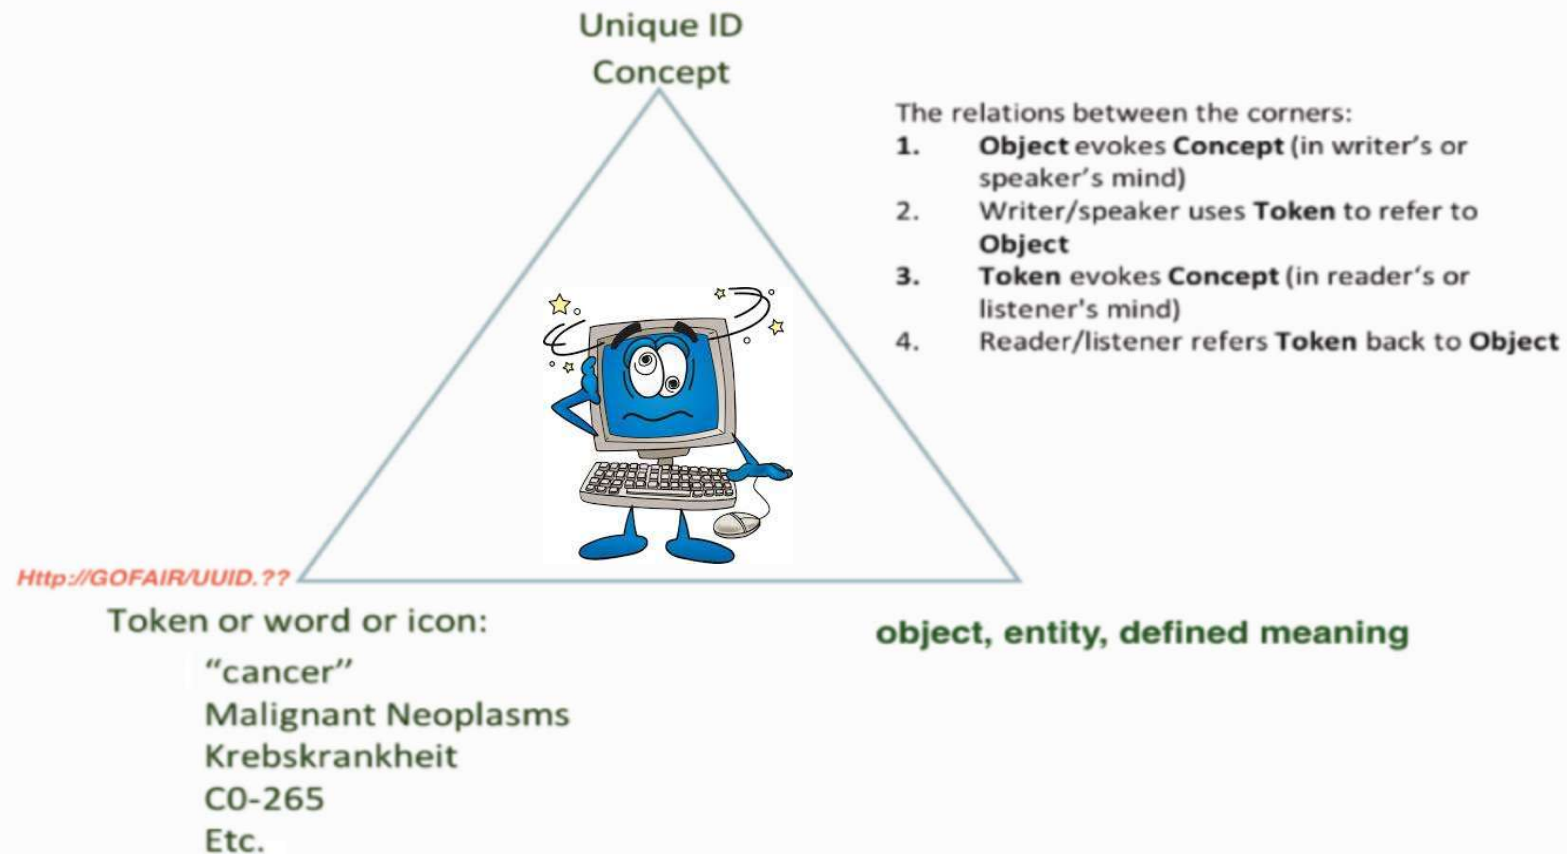 Unique ID
Concept
The relations between the corners:
1. Object evokes Concept (in writer's or
speaker's mind)
2. Writer/speaker uses Token to refer to
Object
3. Token evokes Concept (in reader's or
listener's mind)
4. Reader/listener refers Token back to Object
Http://GOFAIR/UUID.??
Token or word or icon:
“cancer”
Malignant Neoplasms
Krebskrankheit
C0-265
Etc.
object, entity, defined meaning